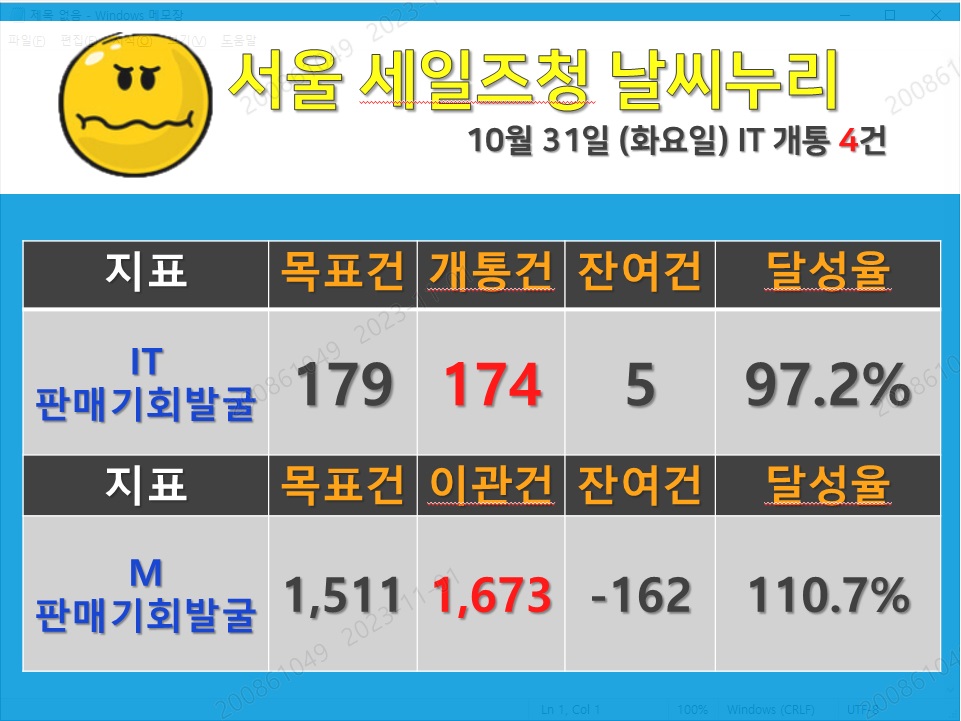 제목 없음 - Windows 메모장
파일(F) 편집(E) 서식(O) 보기(V) 도움말
서울 세일즈청 날씨누리
10월 31일 (화요일) IT 개통 4건
지표 목표건 개통건 잔여건 달성율
IT
판매기회발굴 179 174 5 97.2%
지표 목표건 이관건 잔여건 달성율
M
판매기회발굴 1,511 1,673 -162 110.7%
200861049 2023-11-01
Ln 1, Col 1 100% Windows (CRLF) UTF-8